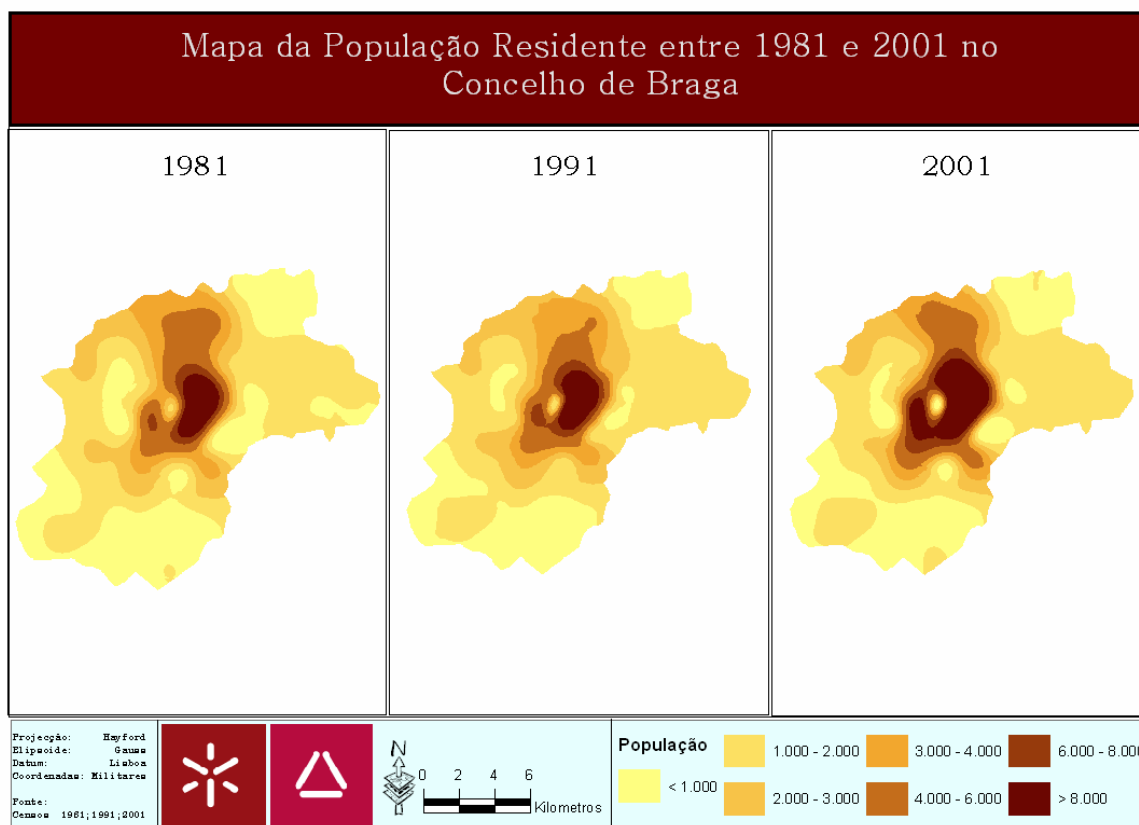 Mapa da População Residente entre 1981 e 2001 no
Concelho de Braga
1981
1991
2001
Projecção: Hayford
Elipsoide: Gauss
Datum: Lisboa
Coordenadas: Militares
Fonte:
Censos 1981;1991;2001
N
0 2 4 6
Kilometros
População
< 1.000
1.000 - 2.000
2.000 - 3.000
3.000 - 4.000
4.000 - 6.000
6.000 - 8.000
> 8.000